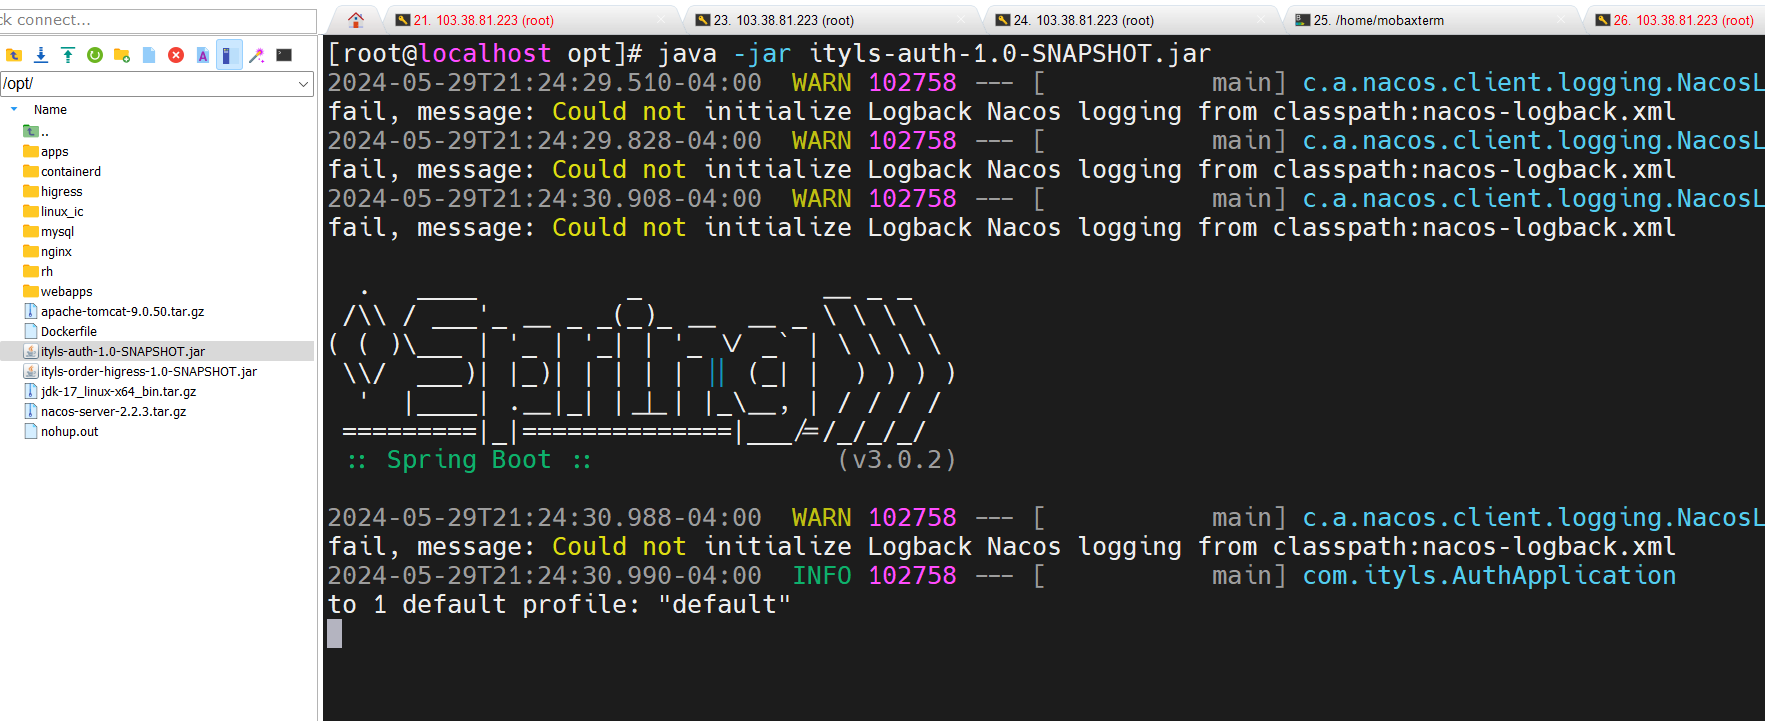 ck connect...
21. 103.38.81.223 (root)
23. 103.38.81.223 (root)
24. 103.38.81.223 (root)
25. /home/mobaxterm
26. 103.38.81.223 (root)
/opt/
Name
..
apps
containerd
higress
linux_ic
mysql
nginx
rh
webapps
apache-tomcat-9.0.50.tar.gz
Dockerfile
ityls-auth-1.0-SNAPSHOT.jar
ityls-order-higress-1.0-SNAPSHOT.jar
jdk-17_linux-x64_bin.tar.gz
nacos-server-2.2.3.tar.gz
nohup.out
[root@localhost opt]# java -jar ityls-auth-1.0-SNAPSHOT.jar
2024-05-29T21:24:29.510-04:00  WARN 102758 --- [           main] c.a.nacos.client.logging.NacosL
fail, message: Could not initialize Logback Nacos logging from classpath:nacos-logback.xml
2024-05-29T21:24:29.828-04:00  WARN 102758 --- [           main] c.a.nacos.client.logging.NacosL
fail, message: Could not initialize Logback Nacos logging from classpath:nacos-logback.xml
2024-05-29T21:24:30.908-04:00  WARN 102758 --- [           main] c.a.nacos.client.logging.NacosL
fail, message: Could not initialize Logback Nacos logging from classpath:nacos-logback.xml
Spring
:: Spring Boot ::                (v3.0.2)
2024-05-29T21:24:30.988-04:00  WARN 102758 --- [           main] c.a.nacos.client.logging.NacosL
fail, message: Could not initialize Logback Nacos logging from classpath:nacos-logback.xml
2024-05-29T21:24:30.990-04:00  INFO 102758 --- [           main] com.ityls.AuthApplication
to 1 default profile: "default"